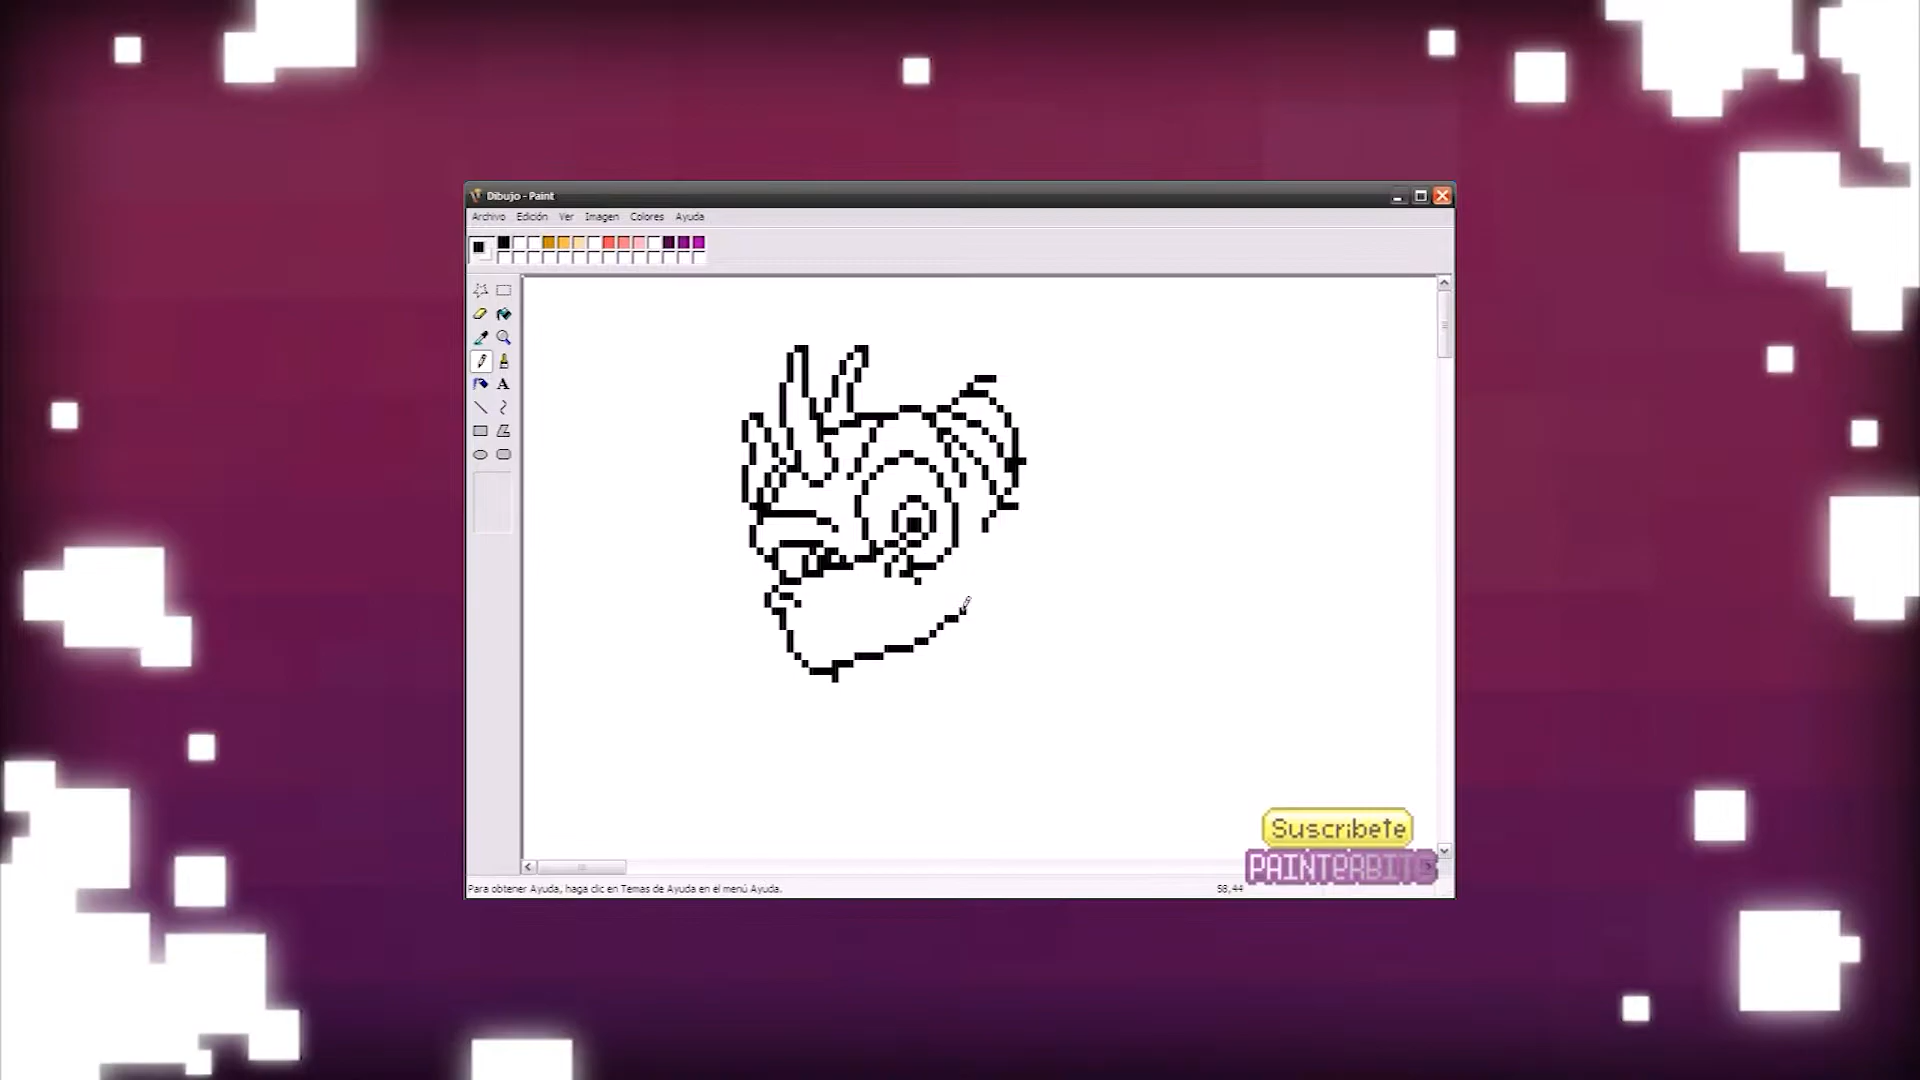 Dibujo - Paint
Archivo Edición Ver Imagen Colores Ayuda
A
Suscribete
Para obtener Ayuda, haga clic en Temas de Ayuda en el menú Ayuda.
58,44